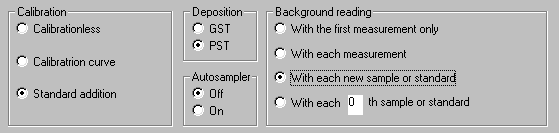 Calibration
Calibrationless
Calibratrion curve
Standard addition
Deposition
GST
PST
Autosampler
Off
On
Background reading
With the first measurement only
With each measurement
With each new sample or standard
With each 0 th sample or standard